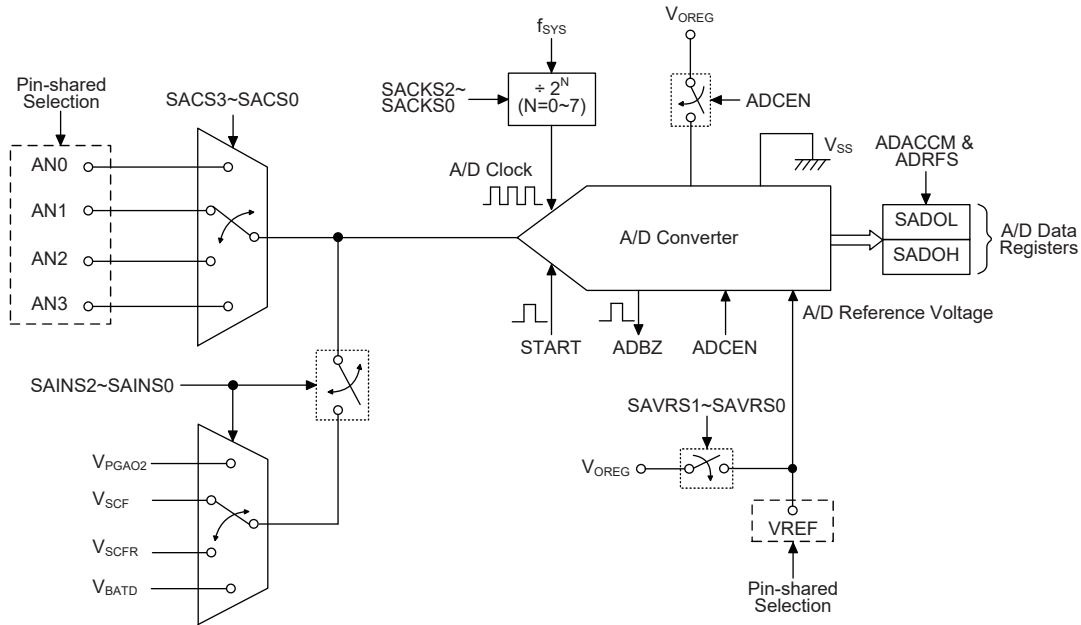 Pin-shared
Selection
AN0
AN1
AN2
AN3
SACS3~SACS0
fSYS
SACKS2~
SACKS0
÷ 2^N
(N=0~7)
A/D Clock
VOREG
ADCEN
VSS
A/D Converter
ADACCM &
ADRFS
SADOL
SADOH
A/D Data
Registers
START
ADBZ
ADCEN
A/D Reference Voltage
SAINS2~SAINS0
VPGAO2
VSCF
VSCFR
VBATD
SAVRS1~SAVRS0
VOREG
VREF
Pin-shared
Selection